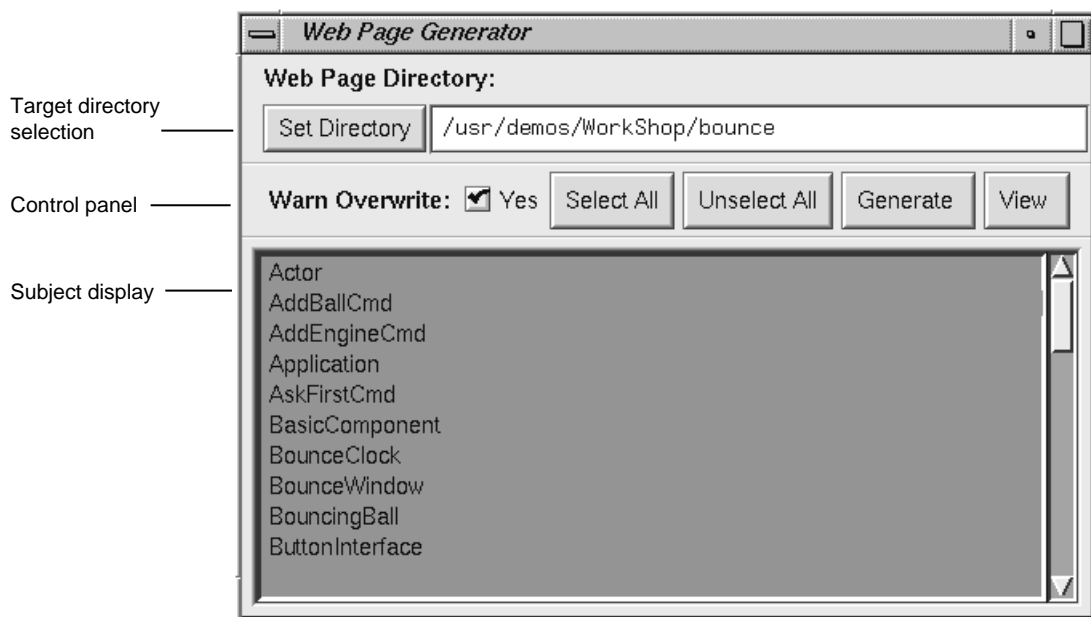 Web Page Generator
Web Page Directory:
Target directory
selection
Set Directory
/usr/demos/WorkShop/bounce
Control panel
Warn Overwrite: Yes Select All Unselect All Generate View
Subject display
Actor
AddBallCmd
AddEngineCmd
Application
AskFirstCmd
BasicComponent
BounceClock
BounceWindow
BouncingBall
ButtonInterface